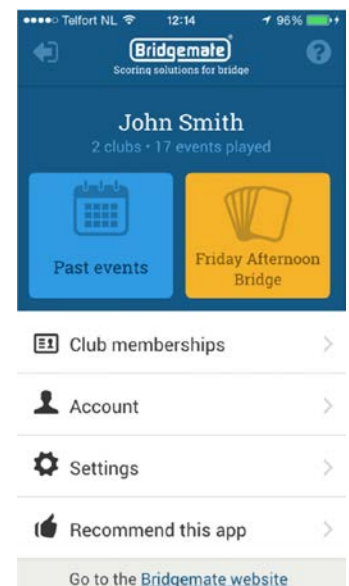 Telfort NL 12:14 96%
Bridgemate
Scoring solutions for bridge
?
John Smith
2 clubs • 17 events played
Past events
Friday Afternoon
Bridge
Club memberships
Account
Settings
Recommend this app
Go to the Bridgemate website